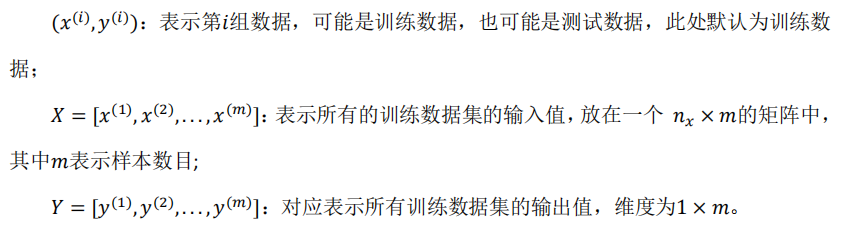 (x⁽ⁱ⁾,y⁽ⁱ⁾)：表示第i组数据，可能是训练数据，也可能是测试数据，此处默认为训练数
据；
X = [x⁽¹⁾,x⁽²⁾,...,x⁽ᵐ⁾]：表示所有的训练数据集的输入值，放在一个 nₓ × m的矩阵中，
其中m表示样本数目;
Y = [y⁽¹⁾,y⁽²⁾,...,y⁽ᵐ⁾]：对应表示所有训练数据集的输出值，维度为1 × m。